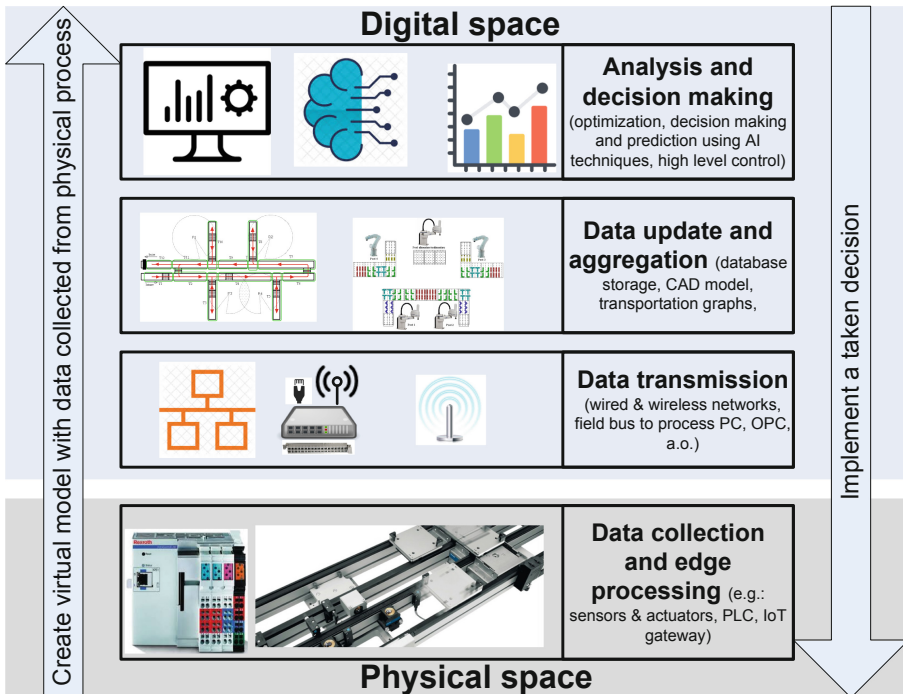 Digital space
Create virtual model with data collected from physical process
Implement a taken decision
Analysis and
decision making
(optimization, decision making
and prediction using AI
techniques, high level control)
Data update and
aggregation (database
storage, CAD model,
transportation graphs,
Data transmission
(wired & wireless networks,
field bus to process PC, OPC,
a.o.)
Rexroth
Data collection
and edge
processing (e.g.:
sensors & actuators, PLC, IoT
gateway)
Physical space